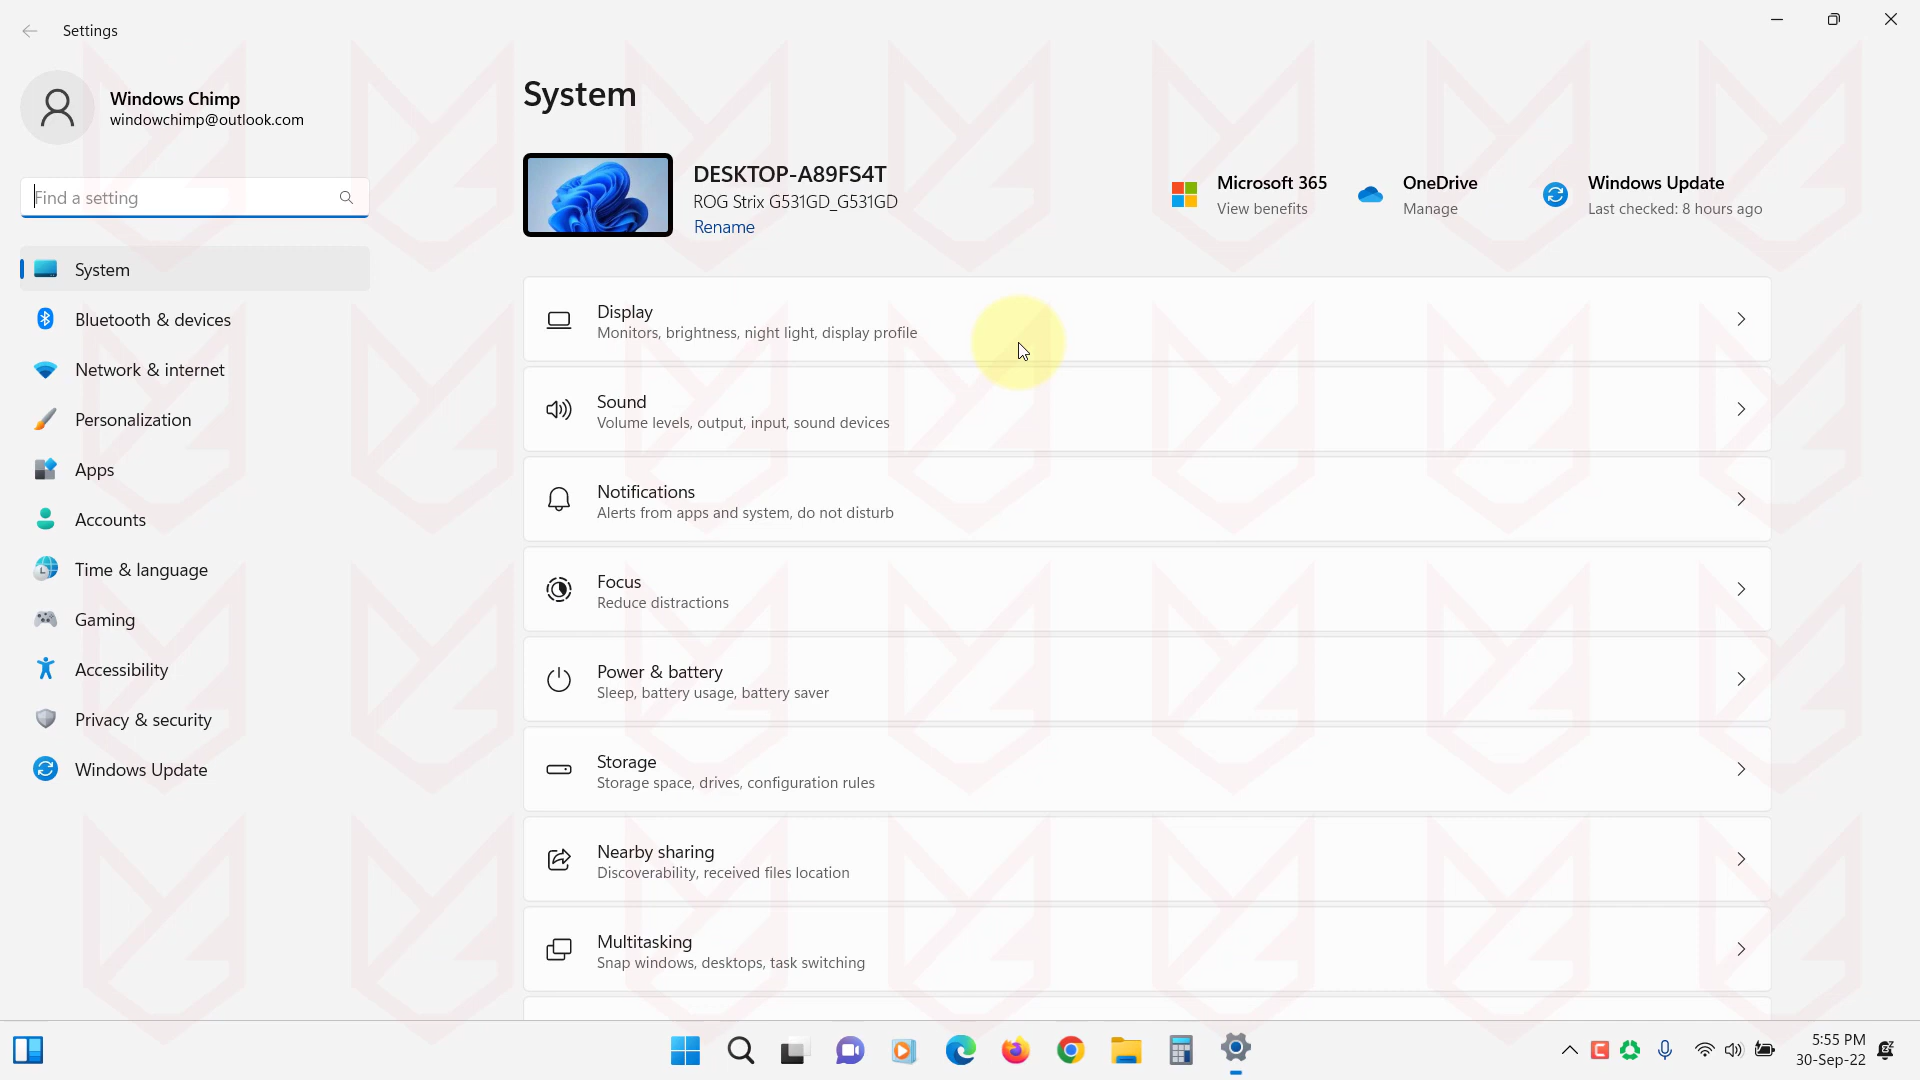 Settings
Windows Chimp
windowchimp@outlook.com
Find a setting
System
Bluetooth & devices
Network & internet
Personalization
Apps
Accounts
Time & language
Gaming
Accessibility
Privacy & security
Windows Update
System
DESKTOP-A89FS4T
ROG Strix G531GD_G531GD
Rename
Microsoft 365
View benefits
OneDrive
Manage
Windows Update
Last checked: 8 hours ago
Display
Monitors, brightness, night light, display profile
Sound
Volume levels, output, input, sound devices
Notifications
Alerts from apps and system, do not disturb
Focus
Reduce distractions
Power & battery
Sleep, battery usage, battery saver
Storage
Storage space, drives, configuration rules
Nearby sharing
Discoverability, received files location
Multitasking
Snap windows, desktops, task switching
5:55 PM
30-Sep-22